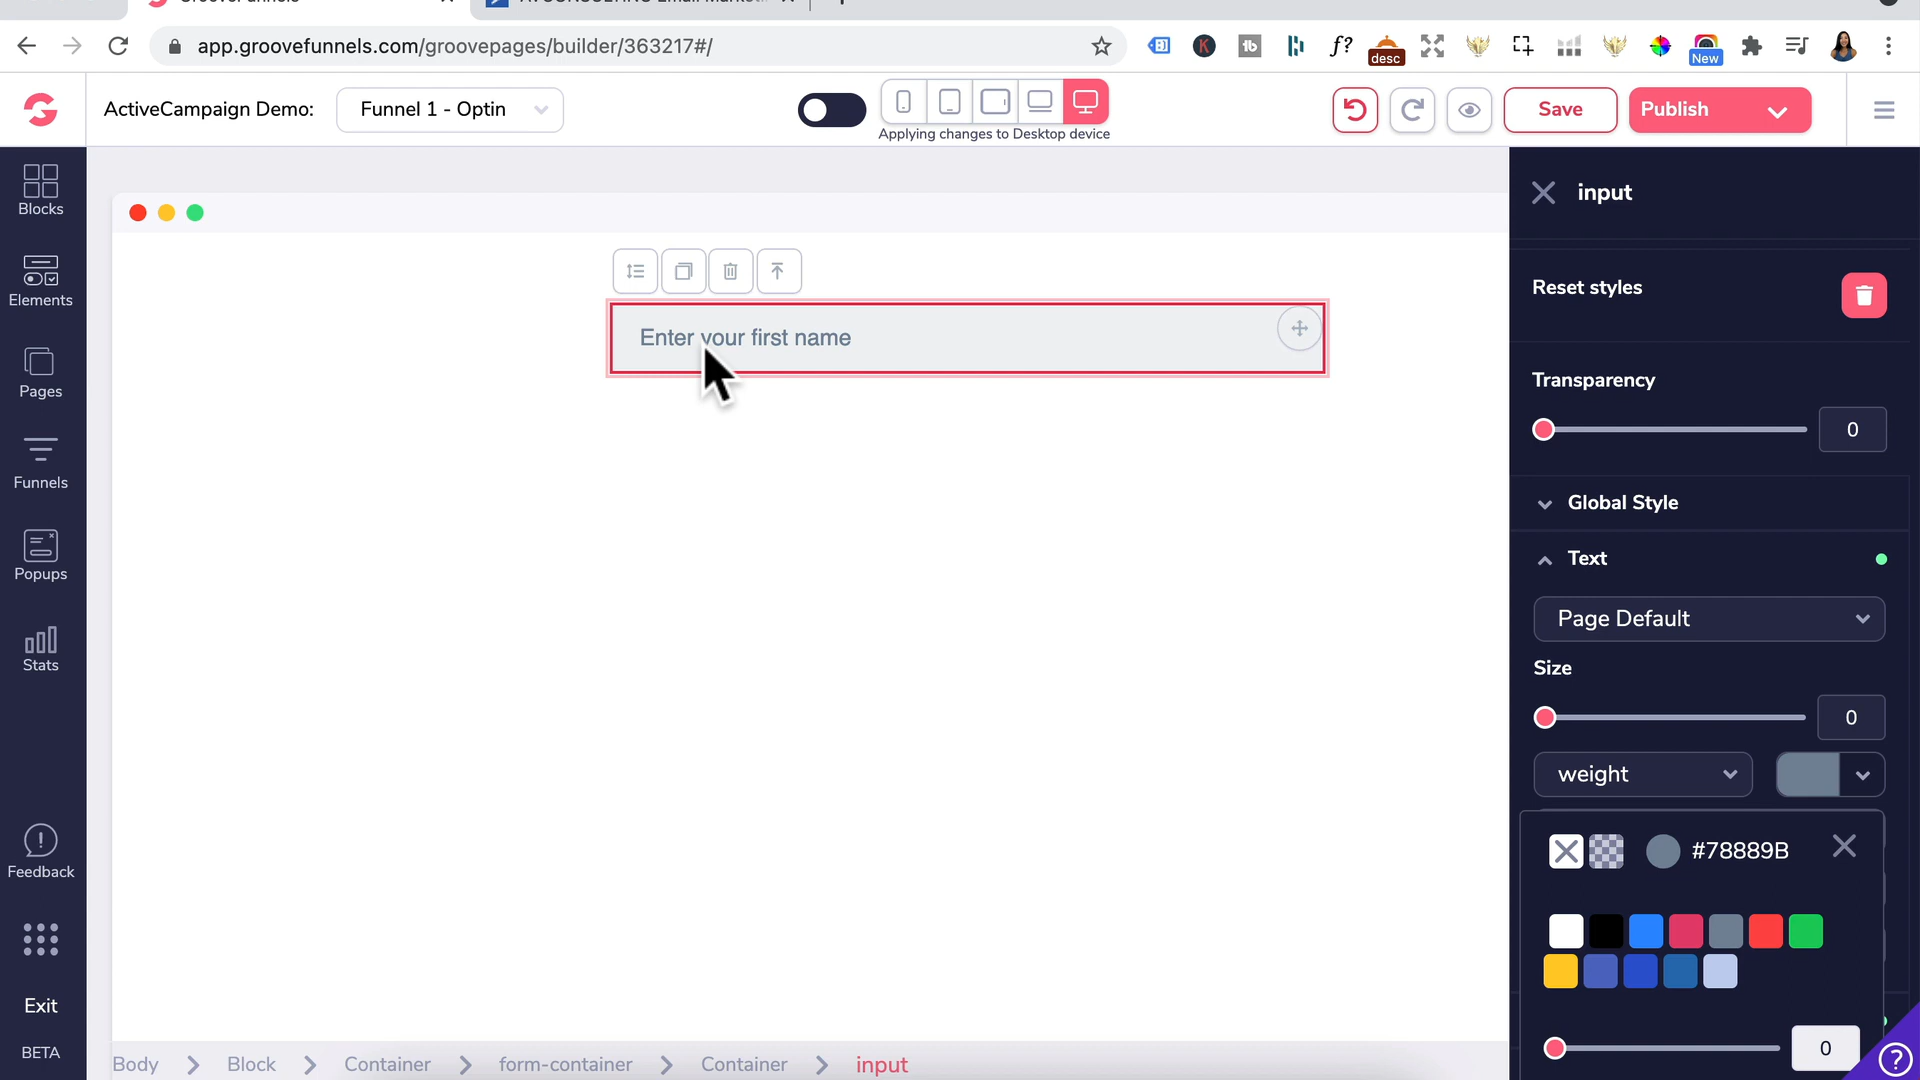 app.groovefunnels.com/groovepages/builder/363217#/
desc
New
ActiveCampaign Demo:
Funnel 1 - Optin
Applying changes to Desktop device
Save
Publish
Blocks
Elements
Pages
Funnels
Popups
Stats
Feedback
Exit
BETA
Enter your first name
input
Reset styles
Transparency
0
Global Style
Text
Page Default
Size
0
weight
#78889B
0
Body
Block
Container
form-container
Container
input